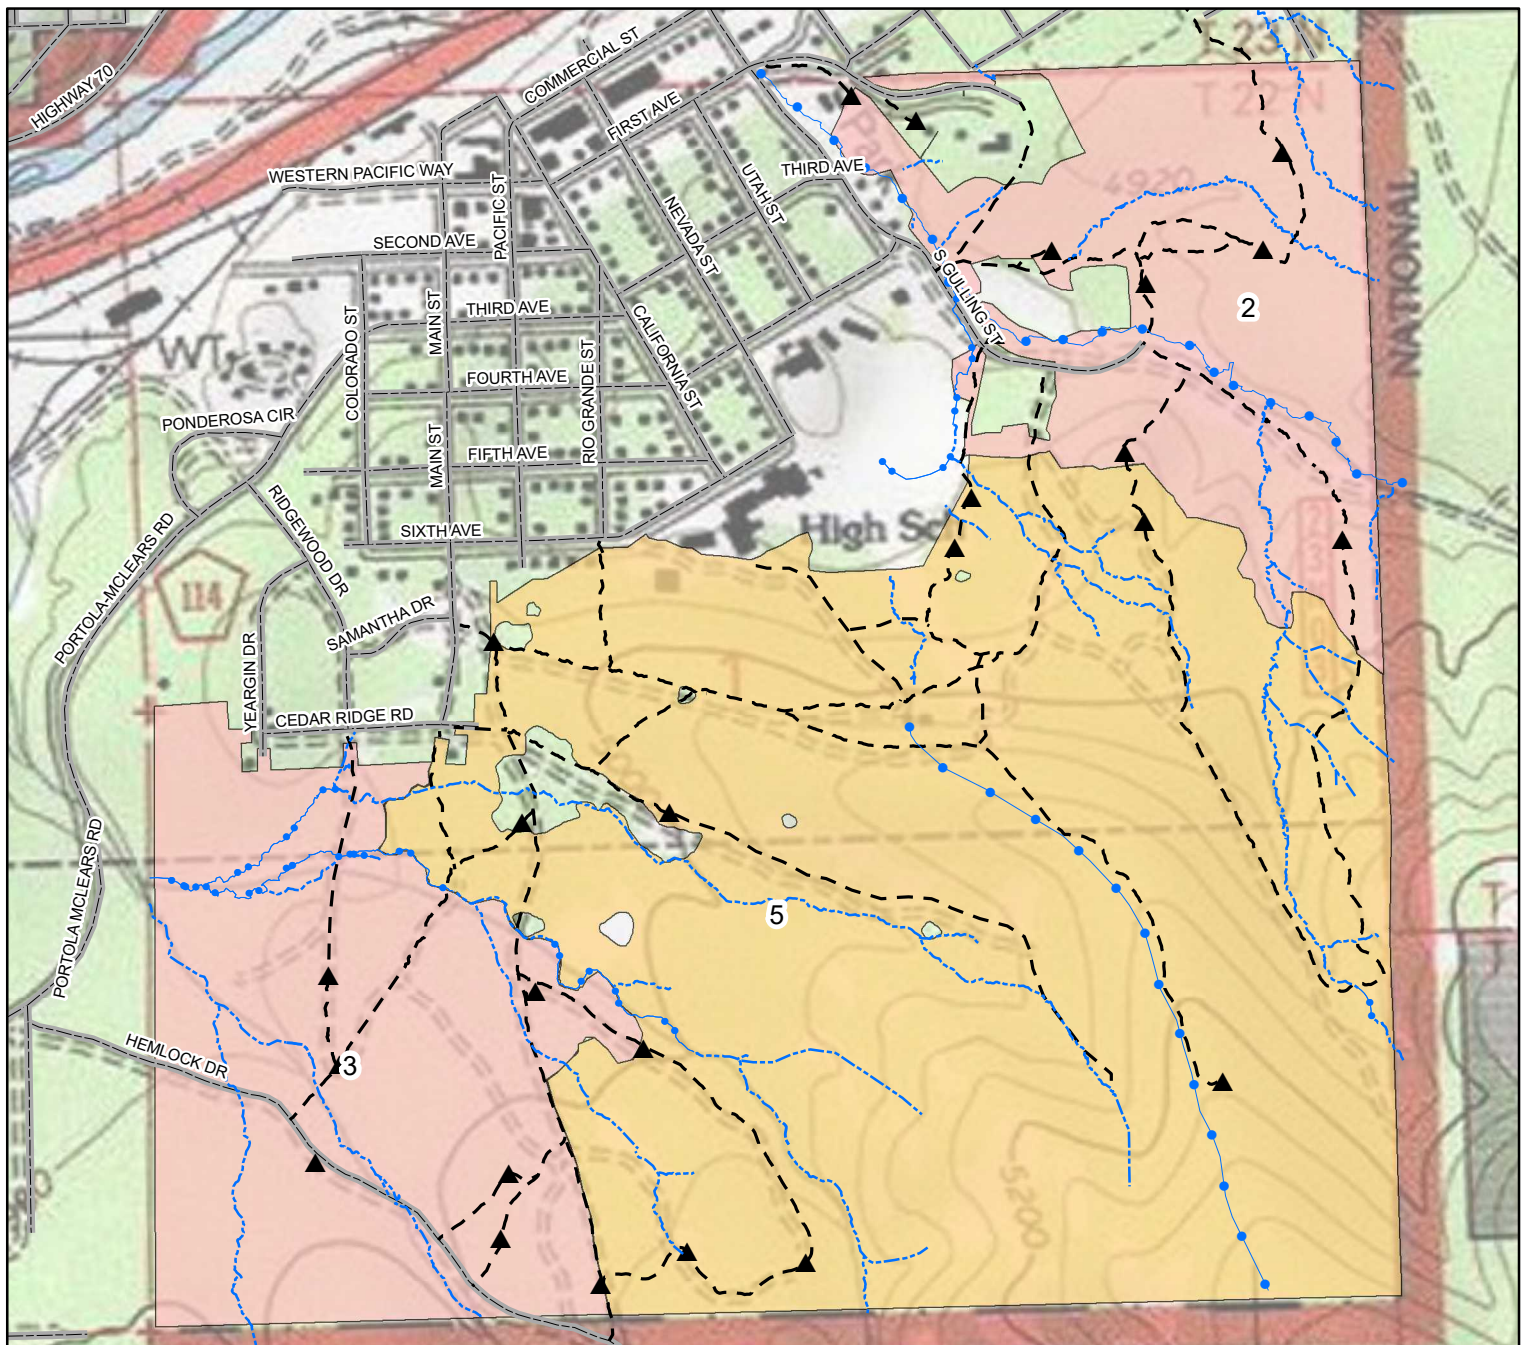 HIGHWAY 70
COMMERCIAL ST
T 23 N
T 22 N
FIRST AVE
WESTERN PACIFIC WAY
THIRD AVE
PACIFIC ST
UTAH ST
NEVADA ST
4920
NATIONAL
SECOND AVE
S GULLING ST
2
MAIN ST
THIRD AVE
COLORADO ST
CALIFORNIA ST
WT
RIO GRANDE ST
FOURTH AVE
PONDEROSA CIR
MAIN ST
FIFTH AVE
RIDGEWOOD DR
SIXTH AVE
High Sc
PORTOLA-MCLEARS RD
114
SAMANTHA DR
YEARGIN DR
CEDAR RIDGE RD
PORTOLA MCLEARS RD
5
HEMLOCK DR
3
5200